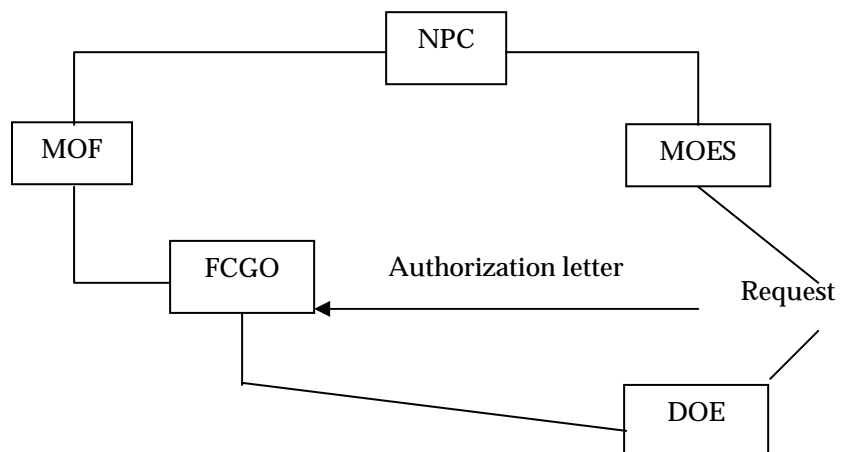 NPC
MOF
MOES
FCGO
Authorization letter
Request
DOE